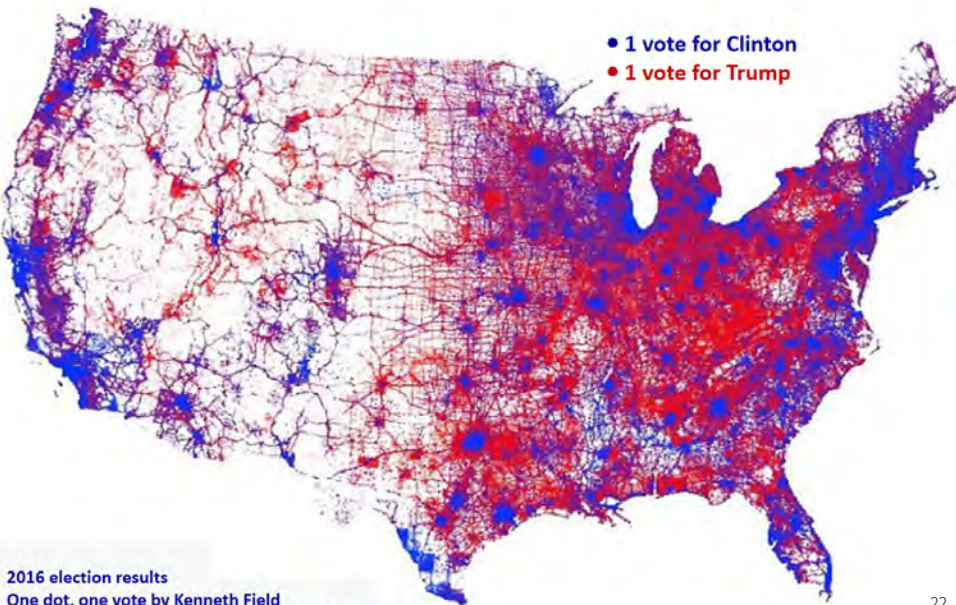 • 1 vote for Clinton
• 1 vote for Trump
2016 election results
One dot, one vote by Kenneth Field
22